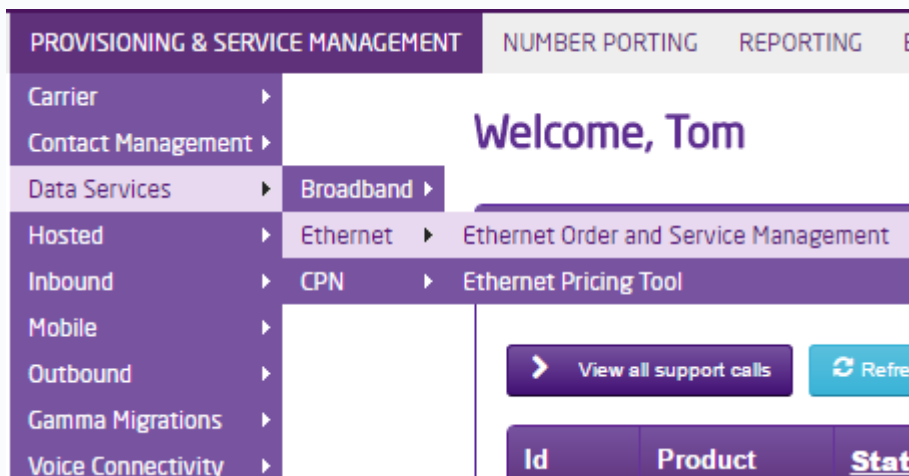 PROVISIONING & SERVICE MANAGEMENT NUMBER PORTING REPORTING
Carrier
Contact Management
Welcome, Tom
Data Services Broadband
Hosted Ethernet Ethernet Order and Service Management
Inbound CPN Ethernet Pricing Tool
Mobile
Outbound View all support calls Refre
Gamma Migrations
Voice Connectivity Id Product Stat